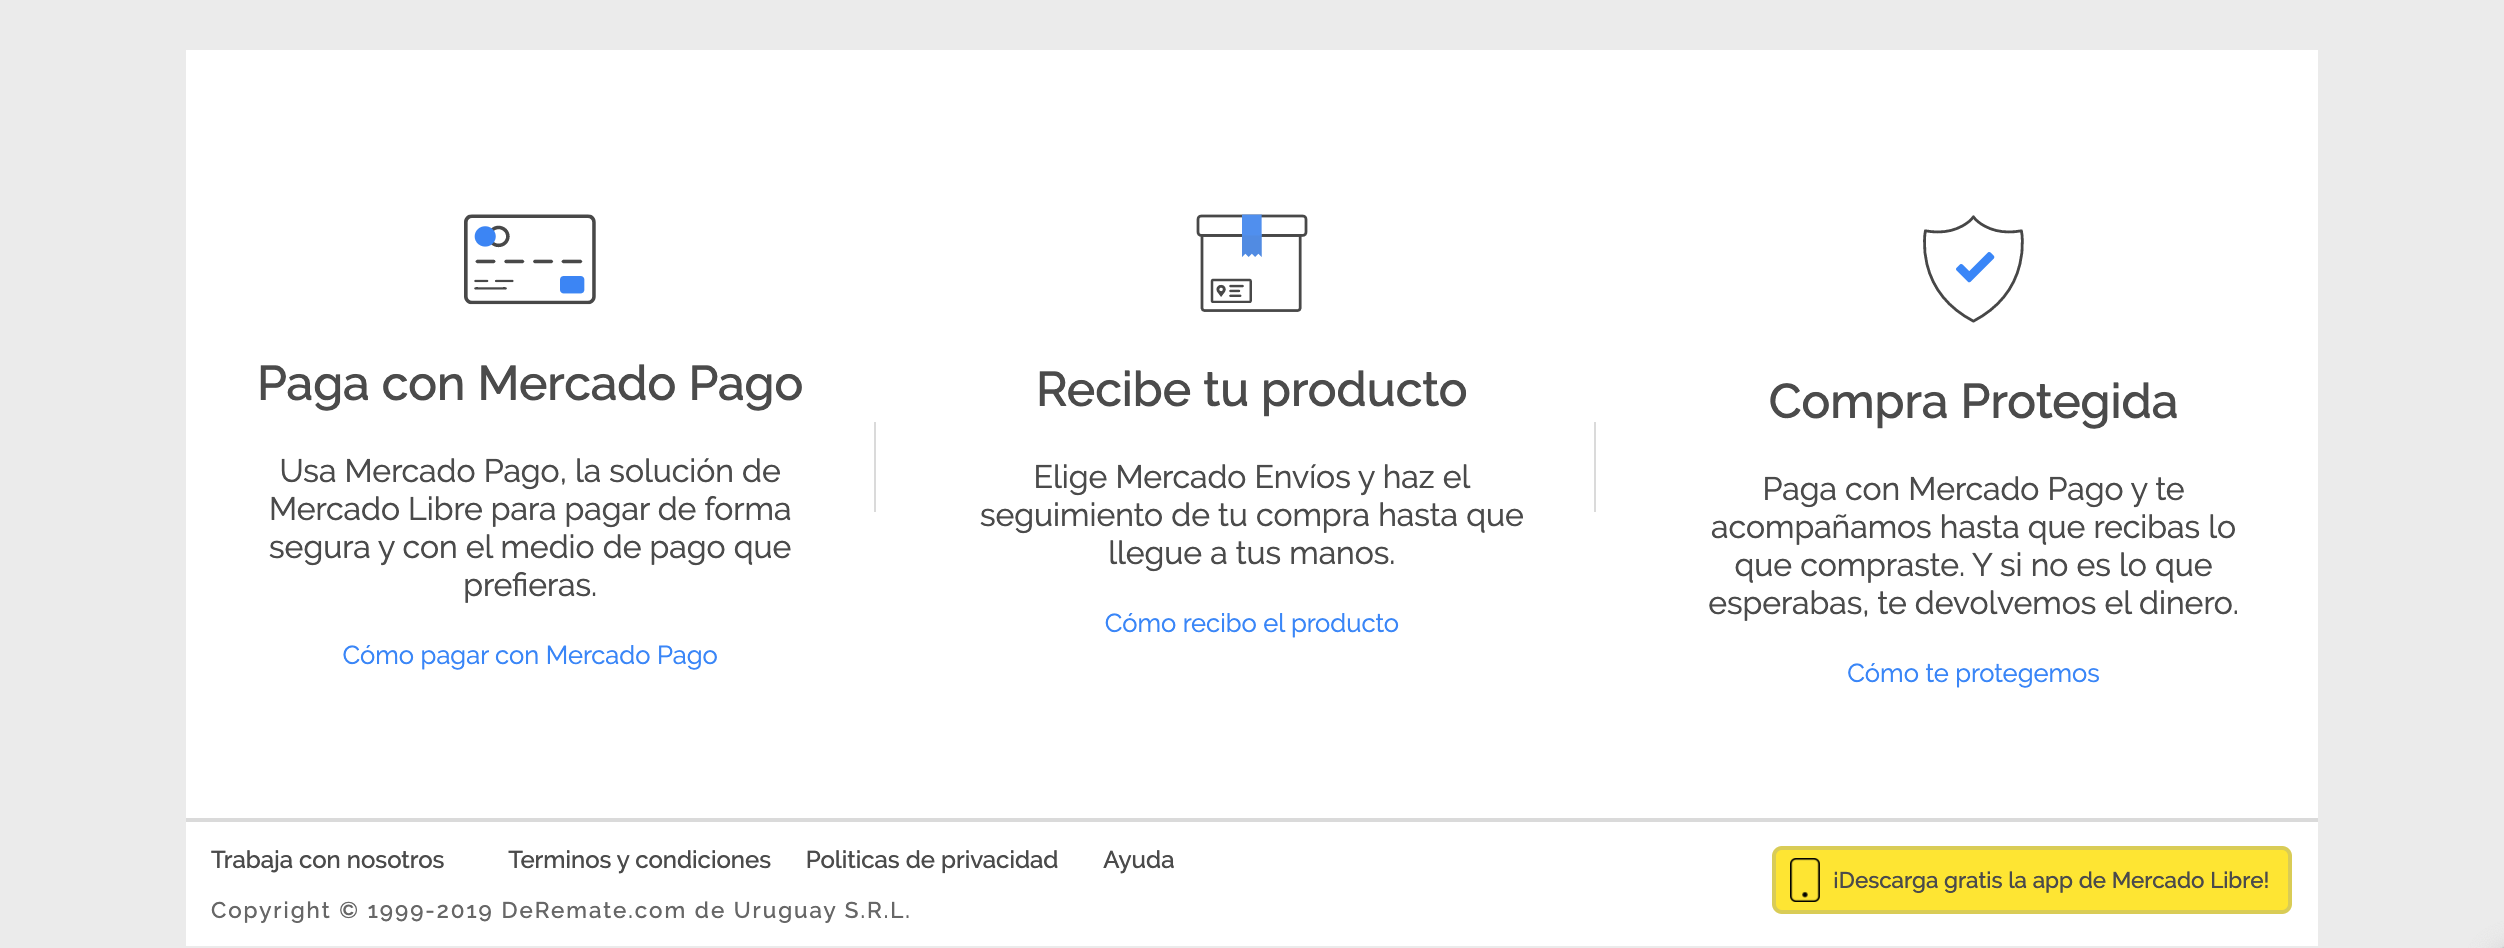 Paga con Mercado Pago
Usa Mercado Pago, la solución de
Mercado Libre para pagar de forma
segura y con el medio de pago que
prefieras.
Cómo pagar con Mercado Pago
Recibe tu producto
Elige Mercado Envíos y haz el
seguimiento de tu compra hasta que
llegue a tus manos.
Cómo recibo el producto
Compra Protegida
Paga con Mercado Pago y te
acompañamos hasta que recibas lo
que compraste. Y si no es lo que
esperabas, te devolvemos el dinero.
Cómo te protegemos
Trabaja con nosotros
Terminos y condiciones
Politicas de privacidad
Ayuda
Copyright © 1999-2019 DeRemate.com de Uruguay S.R.L.
¡Descarga gratis la app de Mercado Libre!